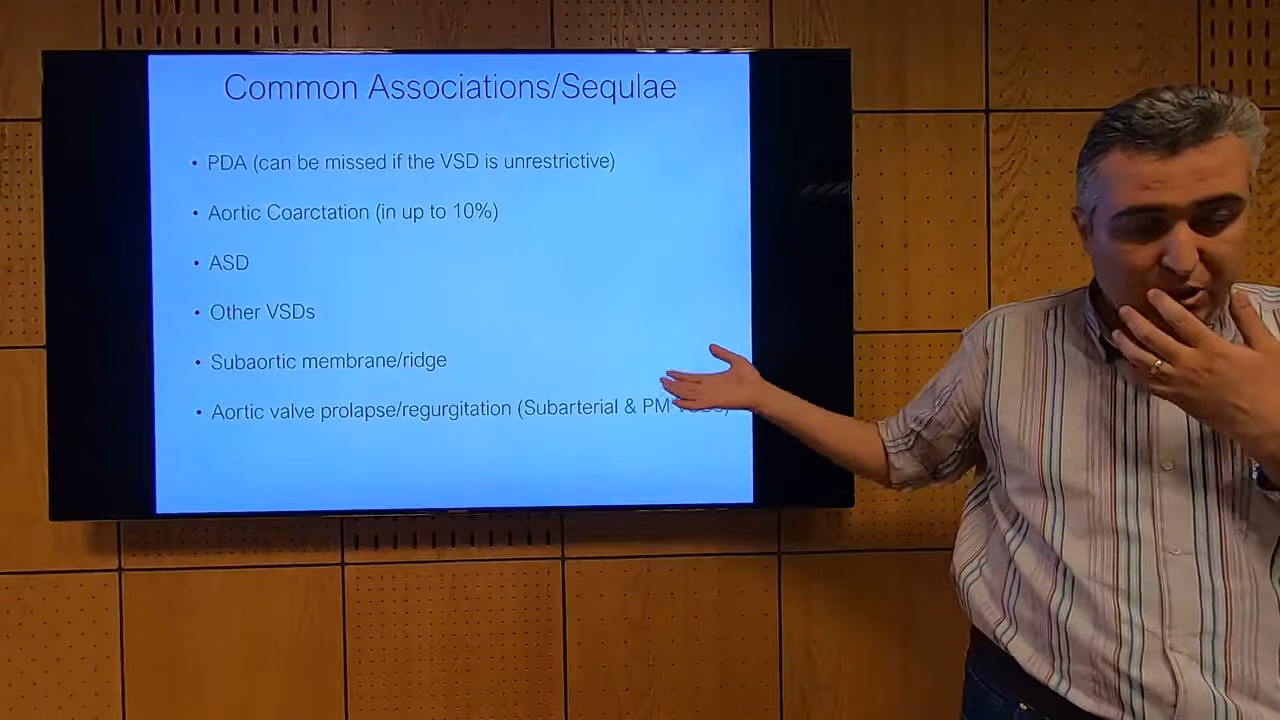 Common Associations/Sequlae
• PDA (can be missed if the VSD is unrestrictive)
• Aortic Coarctation (in up to 10%)
• ASD
• Other VSDs
• Subaortic membrane/ridge
• Aortic valve prolapse/regurgitation (Subarterial & PM